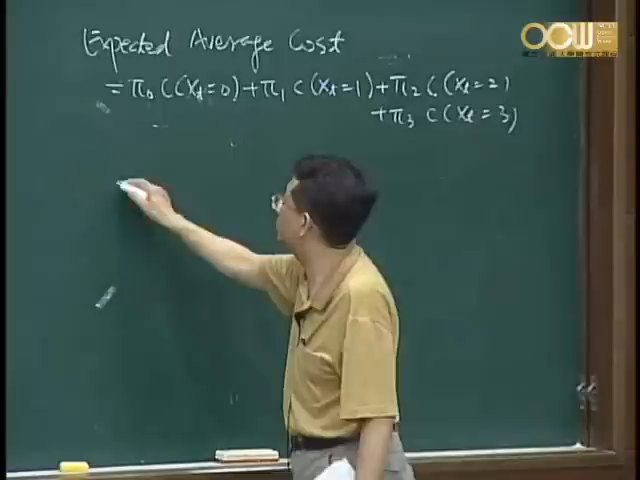 Expected Average Cost
= π₀ C(Xₜ=0) + π₁ C(Xₜ=1) + π₂ C(Xₜ=2)
+ π₃ C(Xₜ=3)
OCW